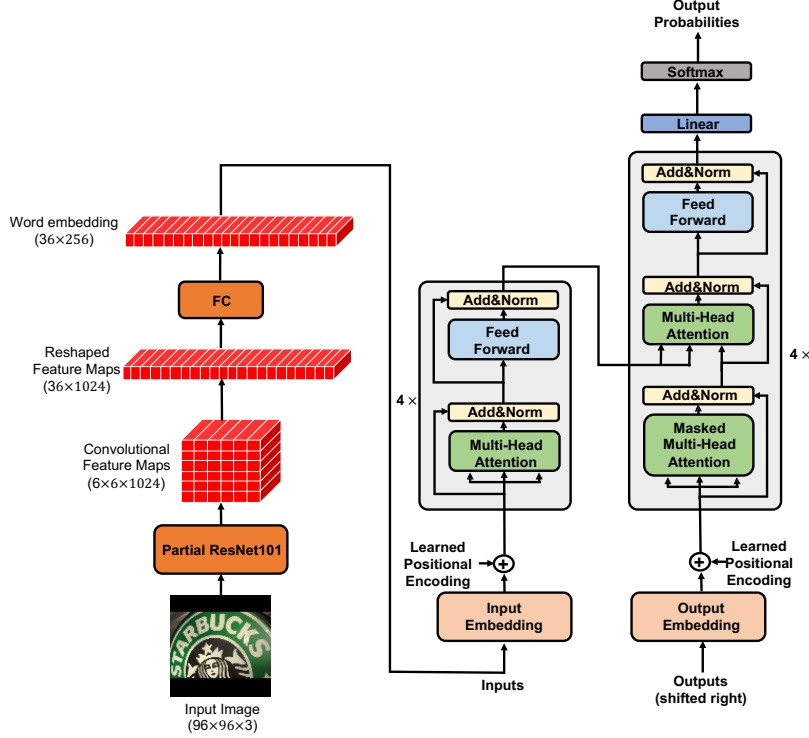 Output
Probabilities
Softmax
Linear
Add&Norm
Feed
Forward
Add&Norm
Multi-Head
Attention
Add&Norm
Masked
Multi-Head
Attention
4 ×
Learned
Positional
Encoding
+
Output
Embedding
Outputs
(shifted right)
Add&Norm
Feed
Forward
Add&Norm
Multi-Head
Attention
4 ×
Learned
Positional
Encoding
+
Input
Embedding
Inputs
Word embedding
(36×256)
FC
Reshaped
Feature Maps
(36×1024)
Convolutional
Feature Maps
(6×6×1024)
Partial ResNet101
STARBUCKS
Input Image
(96×96×3)